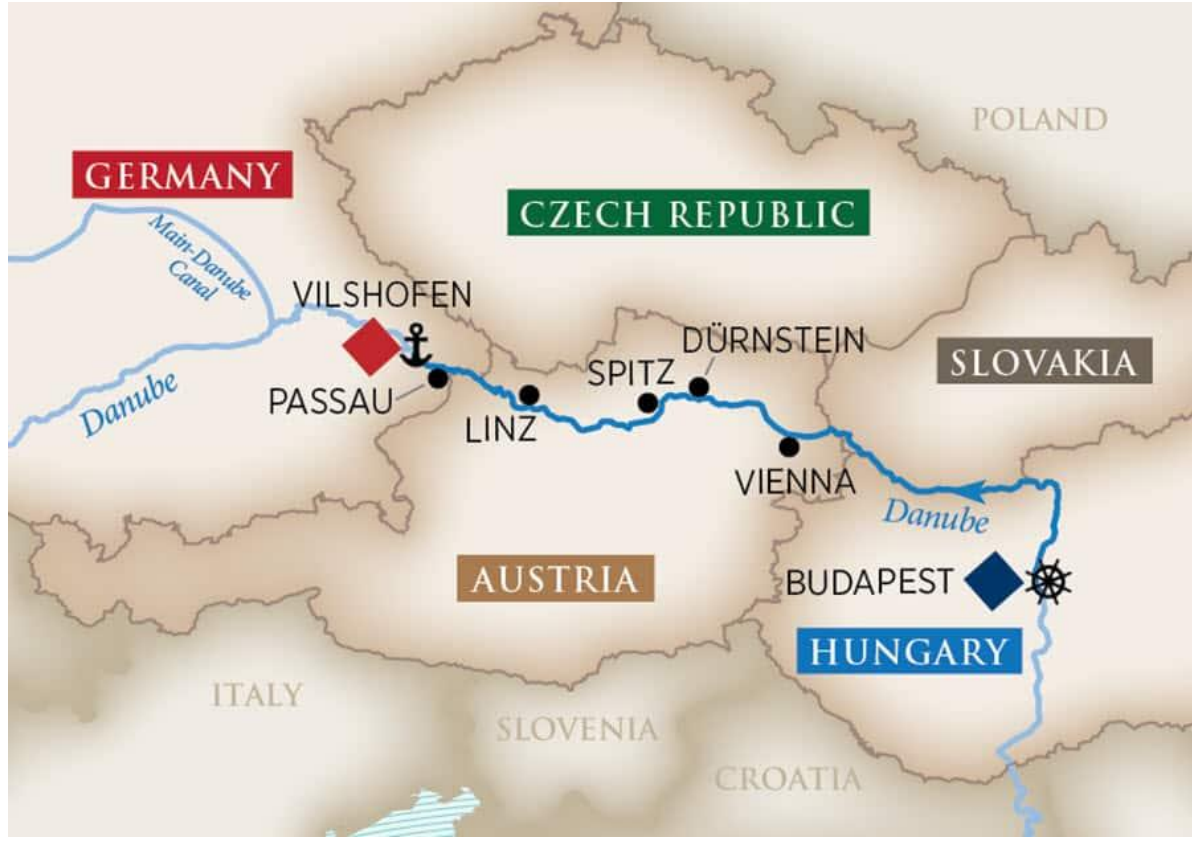 POLAND
GERMANY
CZECH REPUBLIC
Main-Danube
Canal
VILSHOFEN
DÜRNSTEIN
SLOVAKIA
SPITZ
Danube
PASSAU
LINZ
VIENNA
Danube
AUSTRIA
BUDAPEST
HUNGARY
ITALY
SLOVENIA
CROATIA